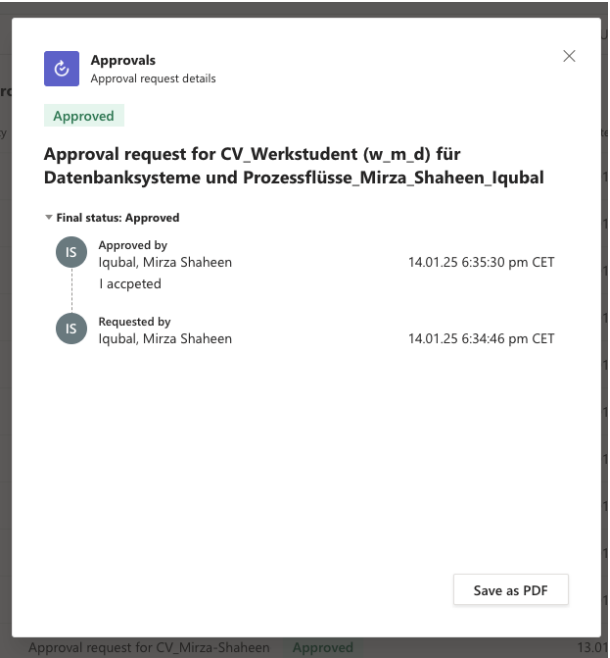 Approvals
Approval request details
Approved
Approval request for CV_Werkstudent (w_m_d) für
Datenbanksysteme und Prozessflüsse_Mirza_Shaheen_Iqubal
Final status: Approved
IS
Approved by
Iqubal, Mirza Shaheen
14.01.25 6:35:30 pm CET
I accpeted
IS
Requested by
Iqubal, Mirza Shaheen
14.01.25 6:34:46 pm CET
Save as PDF
Approval request for CV_Mirza-Shaheen Approved 13.01